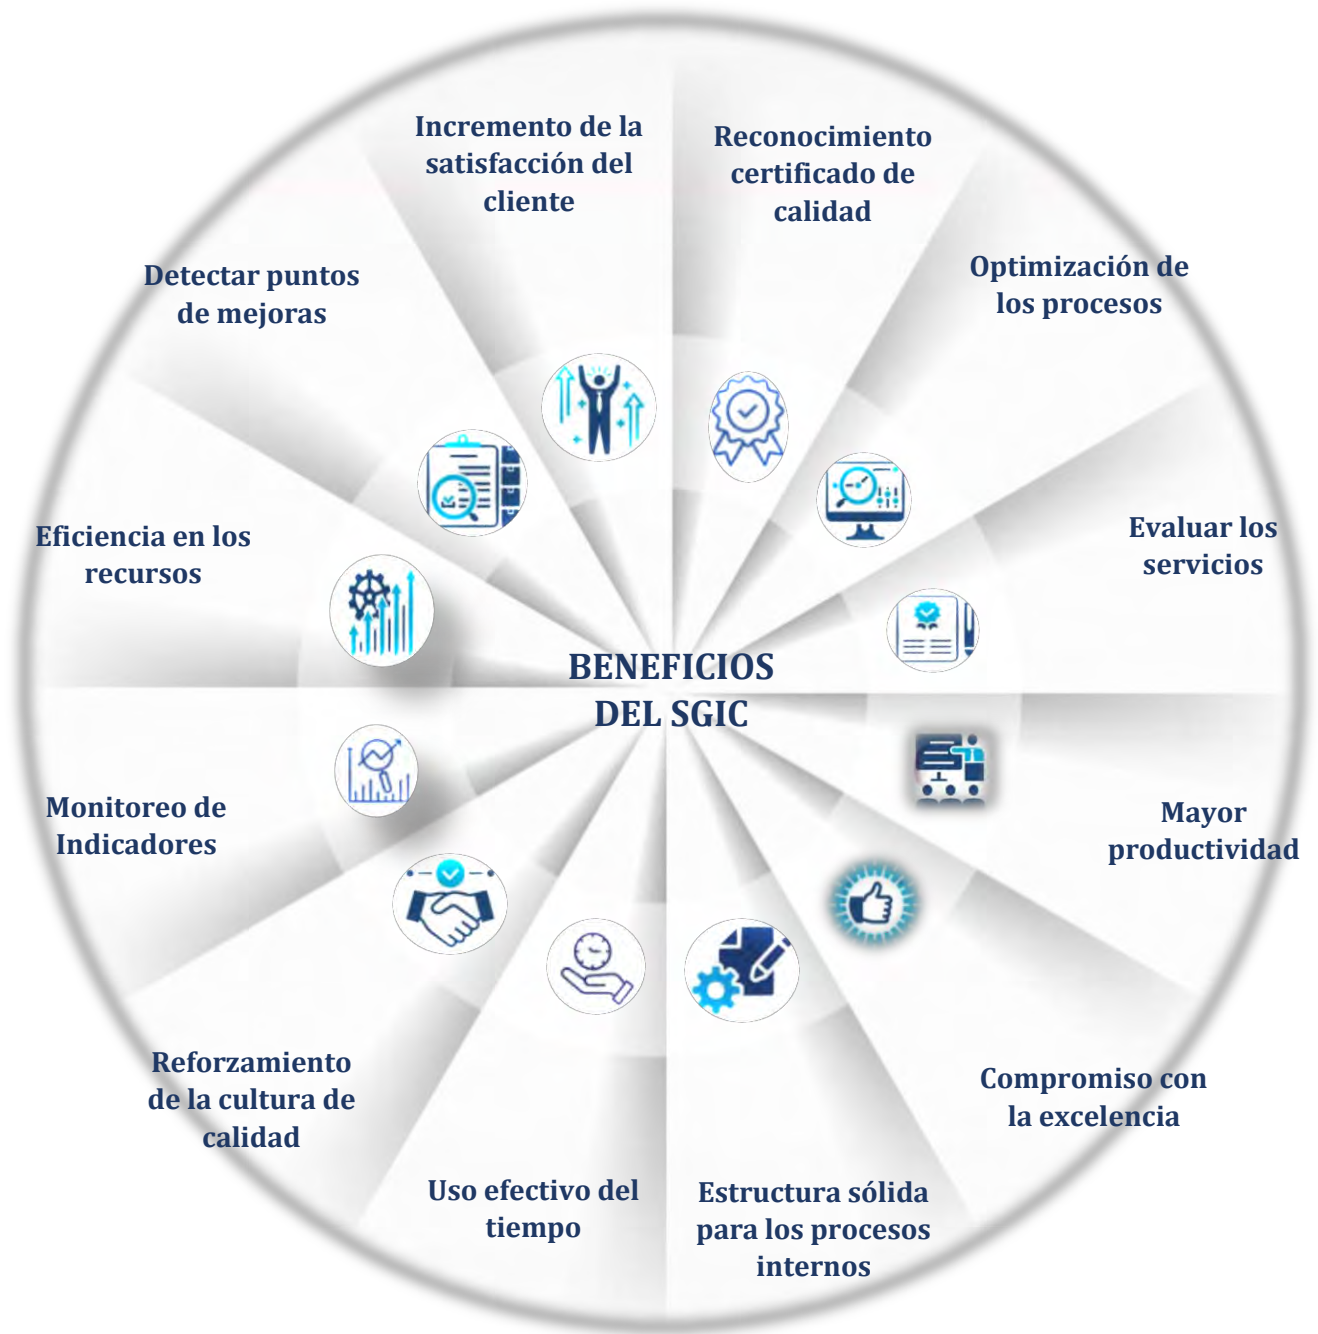 Incremento de la
satisfacción del
cliente
Reconocimiento
certificado de
calidad
Optimización de
los procesos
Evaluar los
servicios
Mayor
productividad
Compromiso con
la excelencia
Estructura sólida
para los procesos
internos
Uso efectivo del
tiempo
Reforzamiento
de la cultura de
calidad
Monitoreo de
Indicadores
Eficiencia en los
recursos
Detectar puntos
de mejoras
BENEFICIOS
DEL SGIC